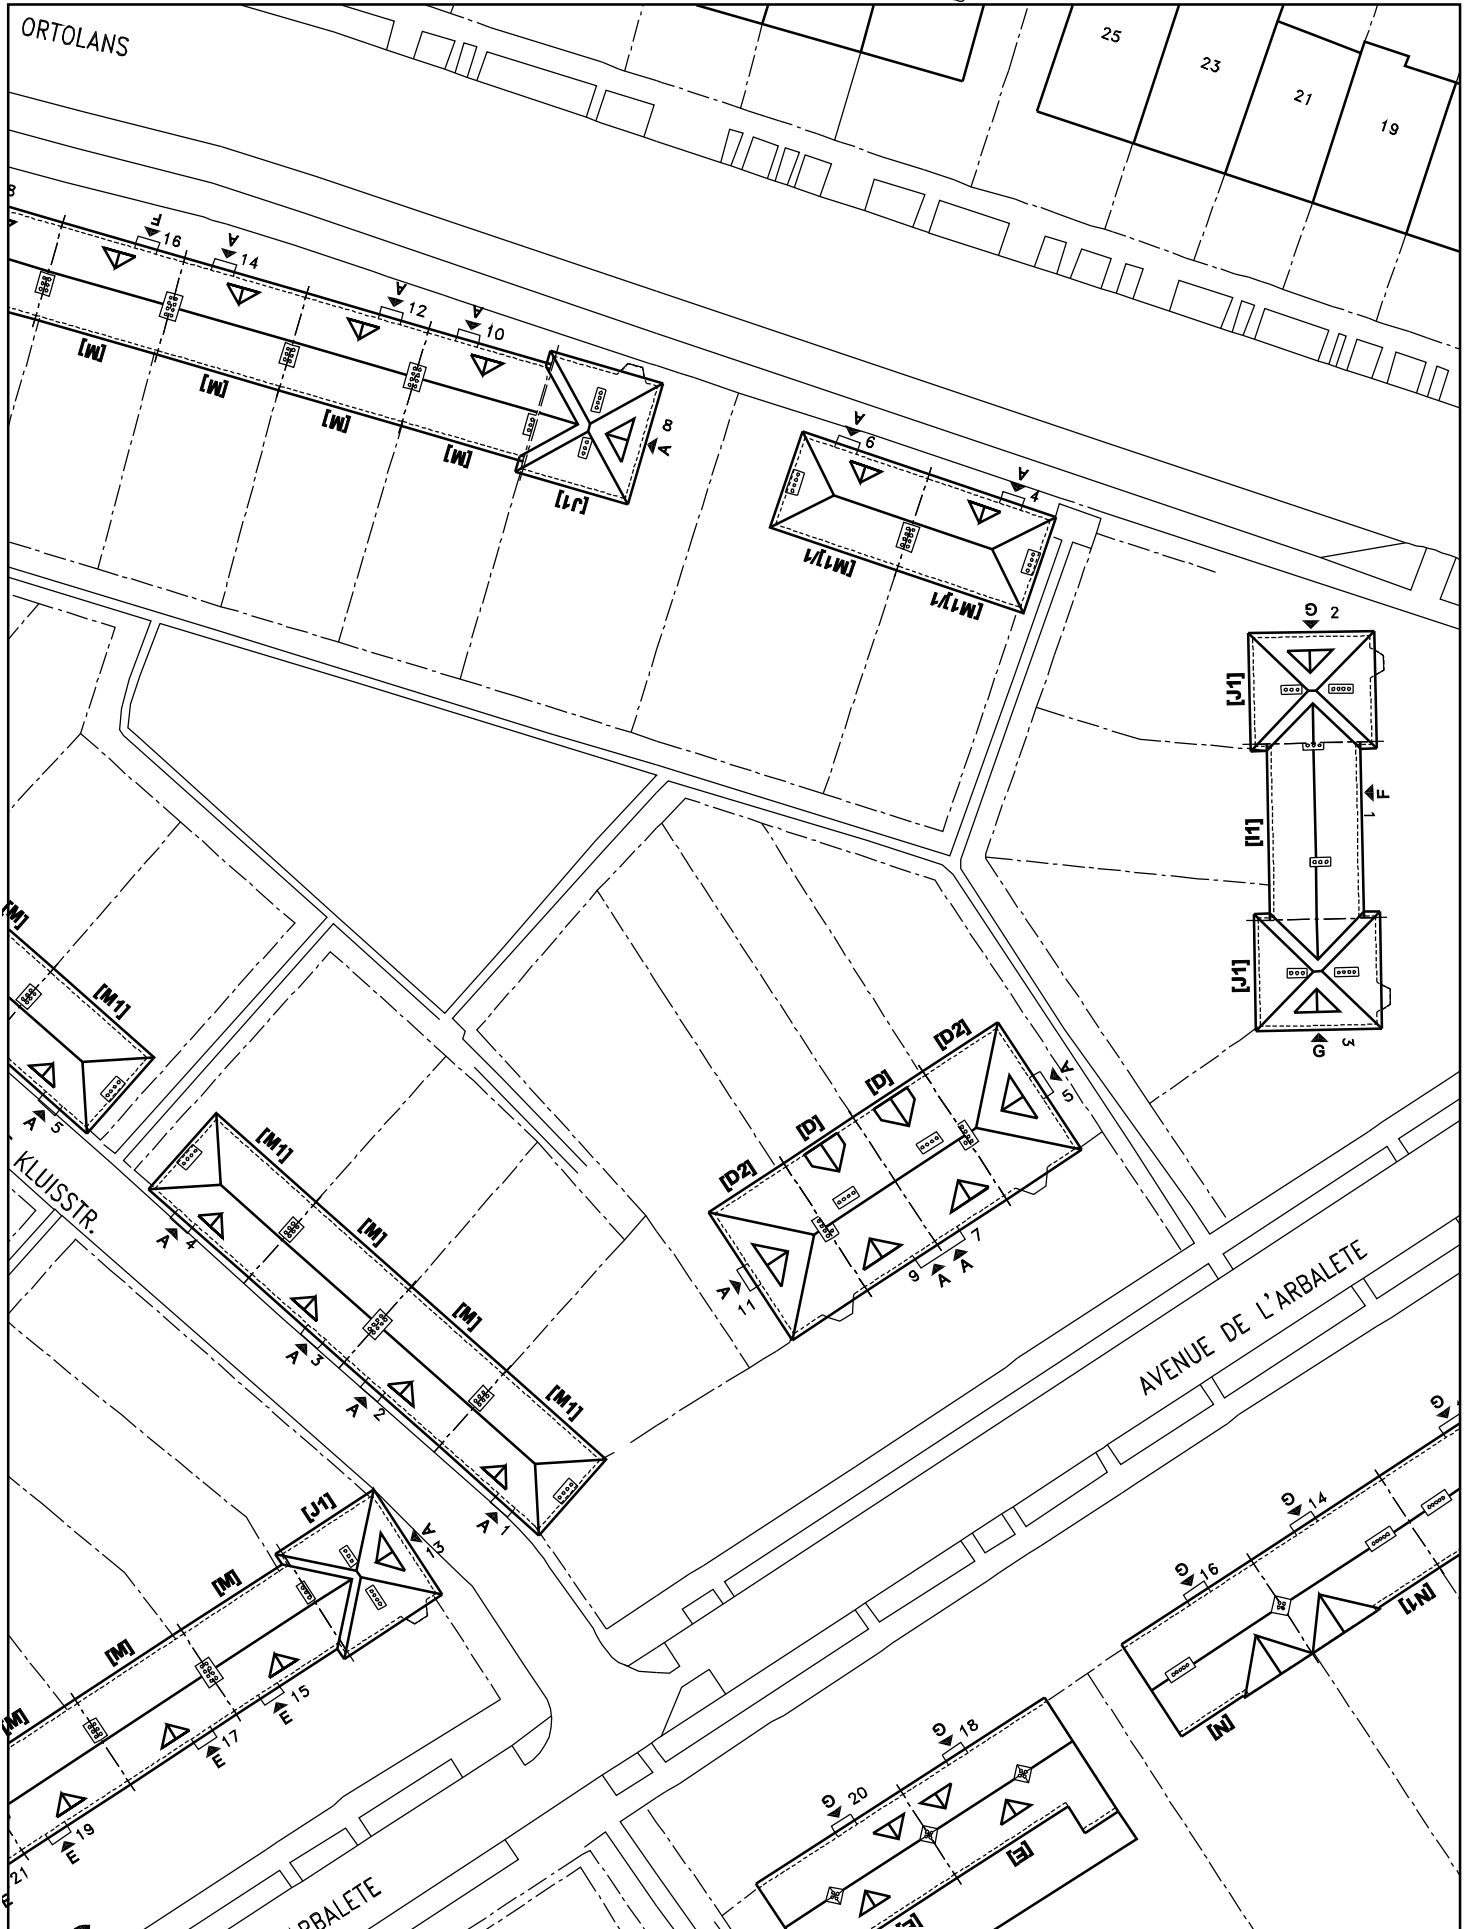 ORTOLANS
25
23
21
19
8
F
16
A
14
A
12
A
10
[M]
[M]
[M]
[M]
[J1]
8
A
A
6
A
4
[M1]/1
[M1]/1
G 2
[J1]
[I1]
F
1
[J1]
G 3
[M]
[M1]
A 5
KLUISSTR.
[M1]
[M]
[M]
[M1]
A 4
A 3
A 2
A 1
[D2]
[D]
[D]
[D2]
A
5
A 7
A 9
A
11
AVENUE DE L'ARBALETE
[J1]
A
13
[M]
[M]
[M]
E 15
E 17
E 19
E 21
G
G 14
G 16
[N1]
[N]
G 18
G 20
[E]
RBALETE